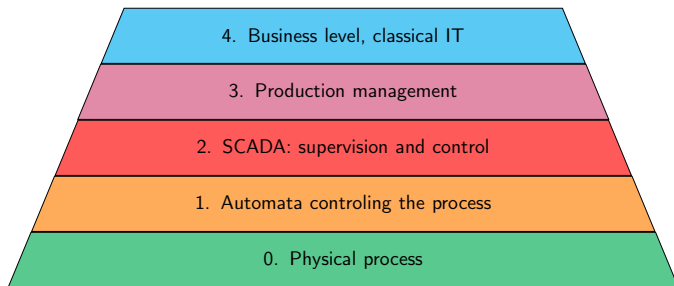 4. Business level, classical IT
3. Production management
2. SCADA: supervision and control
1. Automata controling the process
0. Physical process